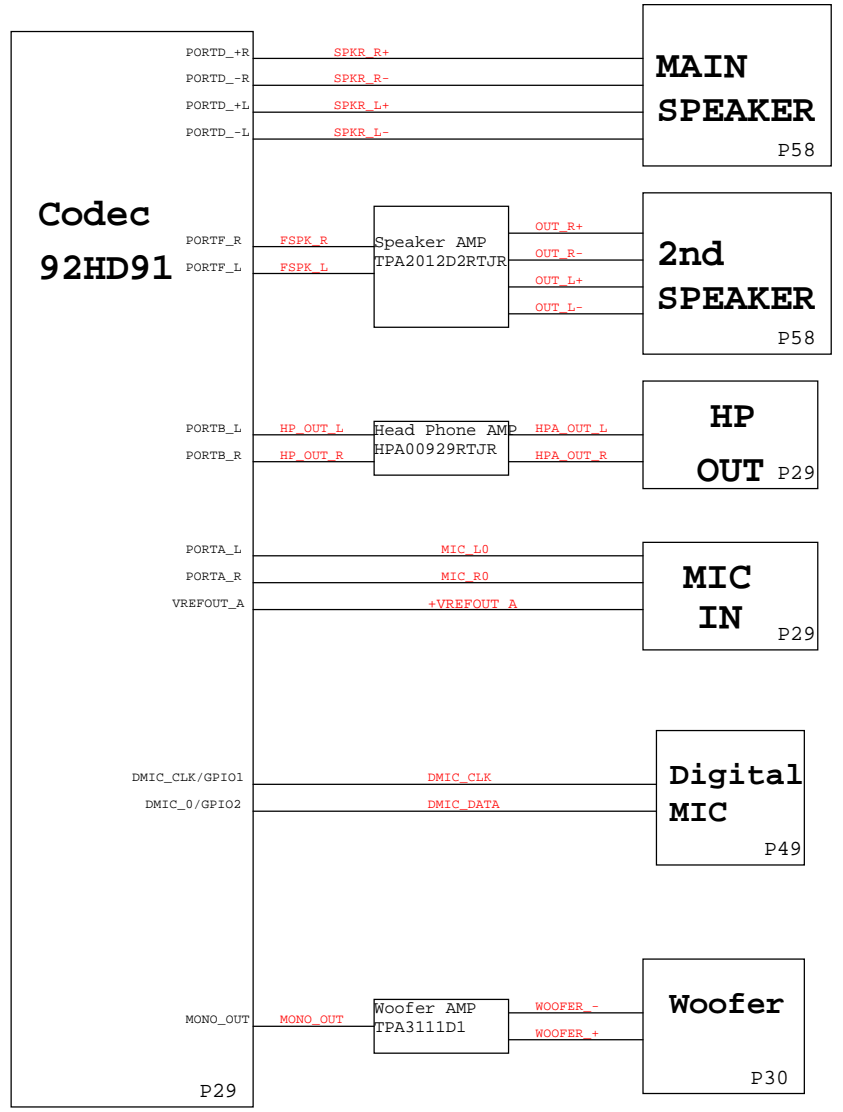 PORTD_+R SPKR_R+
PORTD_-R SPKR_R-
PORTD_+L SPKR_L+
PORTD_-L SPKR_L-
MAIN
SPEAKER
P58
Codec
92HD91
PORTF_R FSPK_R
PORTF_L FSPK_L
Speaker AMP
TPA2012D2RTJR
OUT_R+
OUT_R-
OUT_L+
OUT_L-
2nd
SPEAKER
P58
PORTB_L HP_OUT_L
PORTB_R HP_OUT_R
Head Phone AMP
HPA00929RTJR
HPA_OUT_L
HPA_OUT_R
HP
OUT P29
PORTA_L MIC_L0
PORTA_R MIC_R0
VREFOUT_A +VREFOUT_A
MIC
IN
P29
DMIC_CLK/GPIO1 DMIC_CLK
DMIC_0/GPIO2 DMIC_DATA
Digital
MIC
P49
MONO_OUT MONO_OUT
Woofer AMP
TPA3111D1
WOOFER_-
WOOFER_+
Woofer
P30
P29